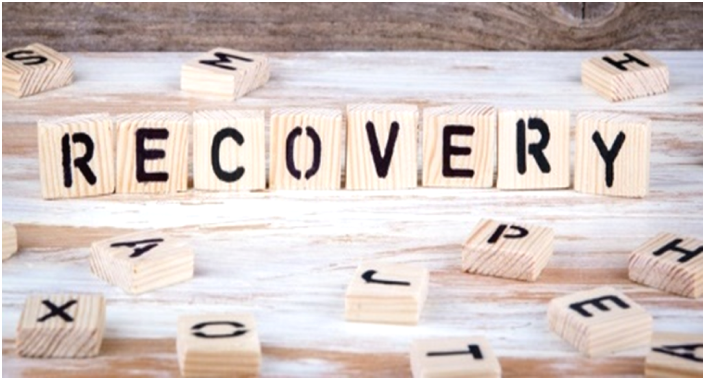 S M H
RECOVERY
A P H
J
X O E
T A